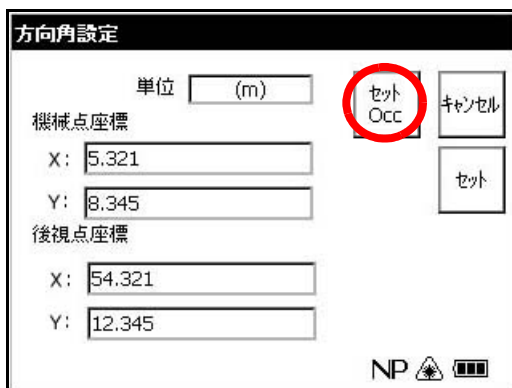 方向角設定
単位 (m)
セット
Occ
キャンセル
機械点座標
X: 5.321
Y: 8.345
セット
後視点座標
X: 54.321
Y: 12.345
NP